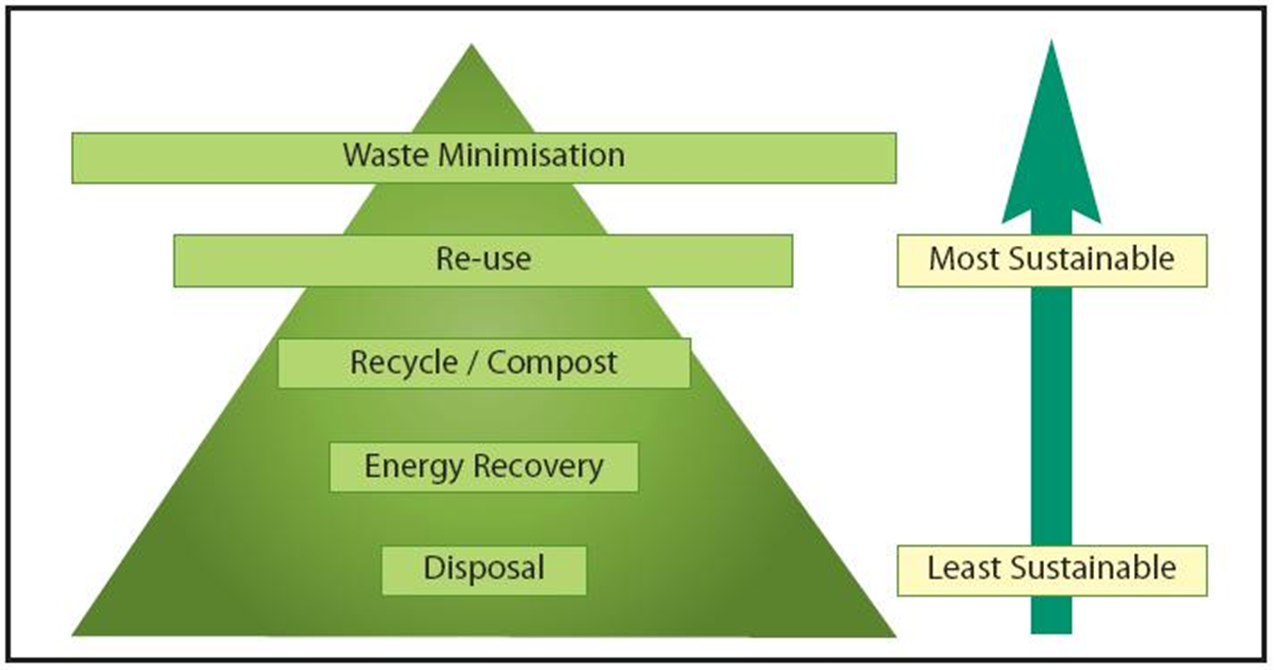 Waste Minimisation
Re-use
Most Sustainable
Recycle / Compost
Energy Recovery
Disposal
Least Sustainable